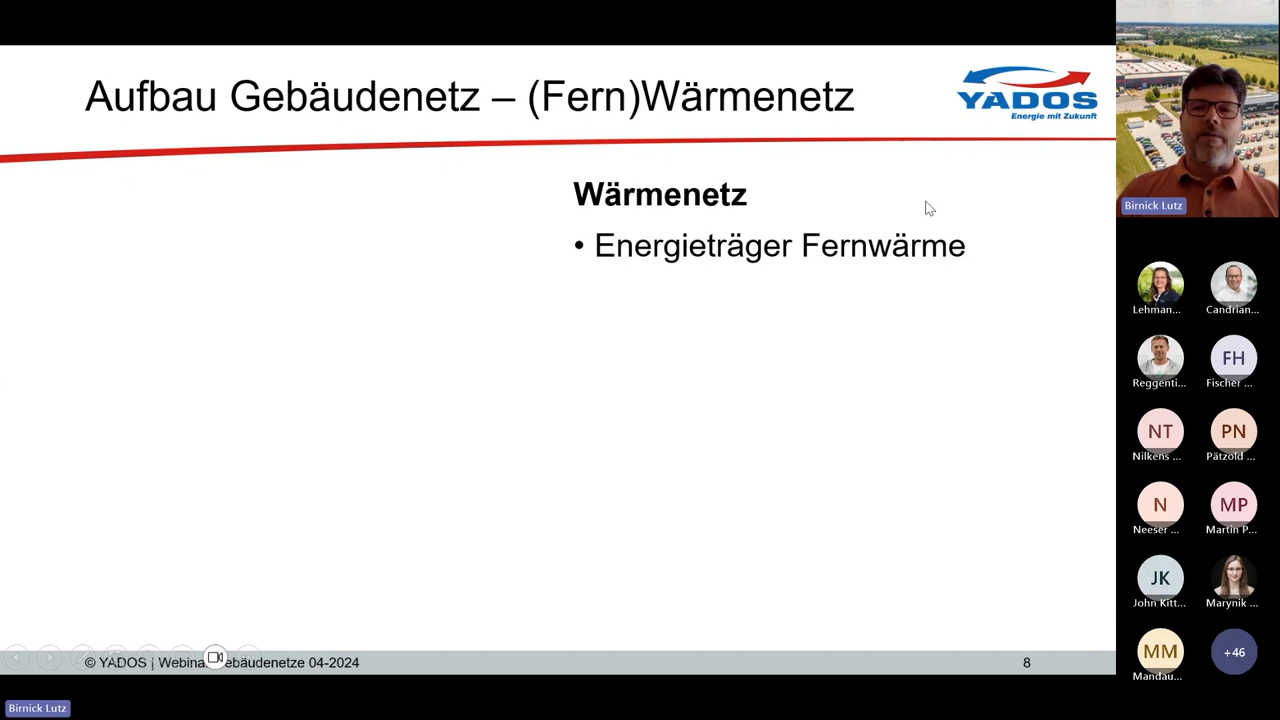 Aufbau Gebäudenetz – (Fern)Wärmenetz
YADOS
Energie mit Zukunft
Wärmenetz
• Energieträger Fernwärme
© YADOS | Webinar ebäudenetze 04-2024
8
Birnick Lutz
Lehman...
Candrian...
Reggenti...
FH
Fischer ...
NT
Nilkens ...
PN
Pätzold ...
N
Neeser ...
MP
Martin P...
JK
John Kitt...
Marynik ...
MM
Mandau...
+46
Birnick Lutz